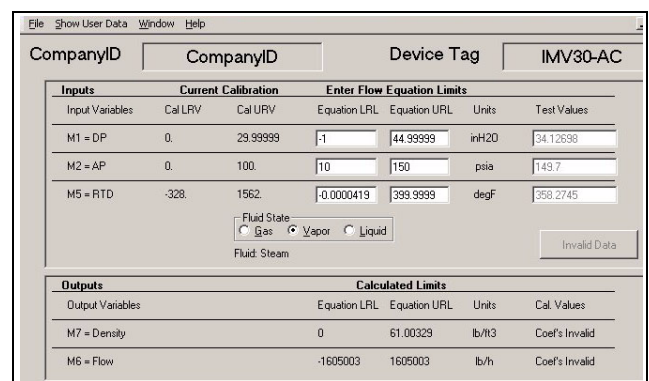 File Show User Data Window Help
CompanyID CompanyID Device Tag IMV30-AC
Inputs Current Calibration Enter Flow Equation Limits
Input Variables Cal LRV Cal URV Equation LRL Equation URL Units Test Values
M1 = DP 0. 29.99999 -1 44.99999 inH2O 34.12698
M2 = AP 0. 100. 10 150 psia 149.7
M5 = RTD -328. 1562. -0.0000419 399.9999 degF 358.2745
Fluid State
Gas Vapor Liquid
Invalid Data
Fluid: Steam
Outputs Calculated Limits
Output Variables Equation LRL Equation URL Units Cal. Values
M7 = Density 0 61.00329 lb/ft3 Coef's Invalid
M6 = Flow -1605003 1605003 lb/h Coef's Invalid